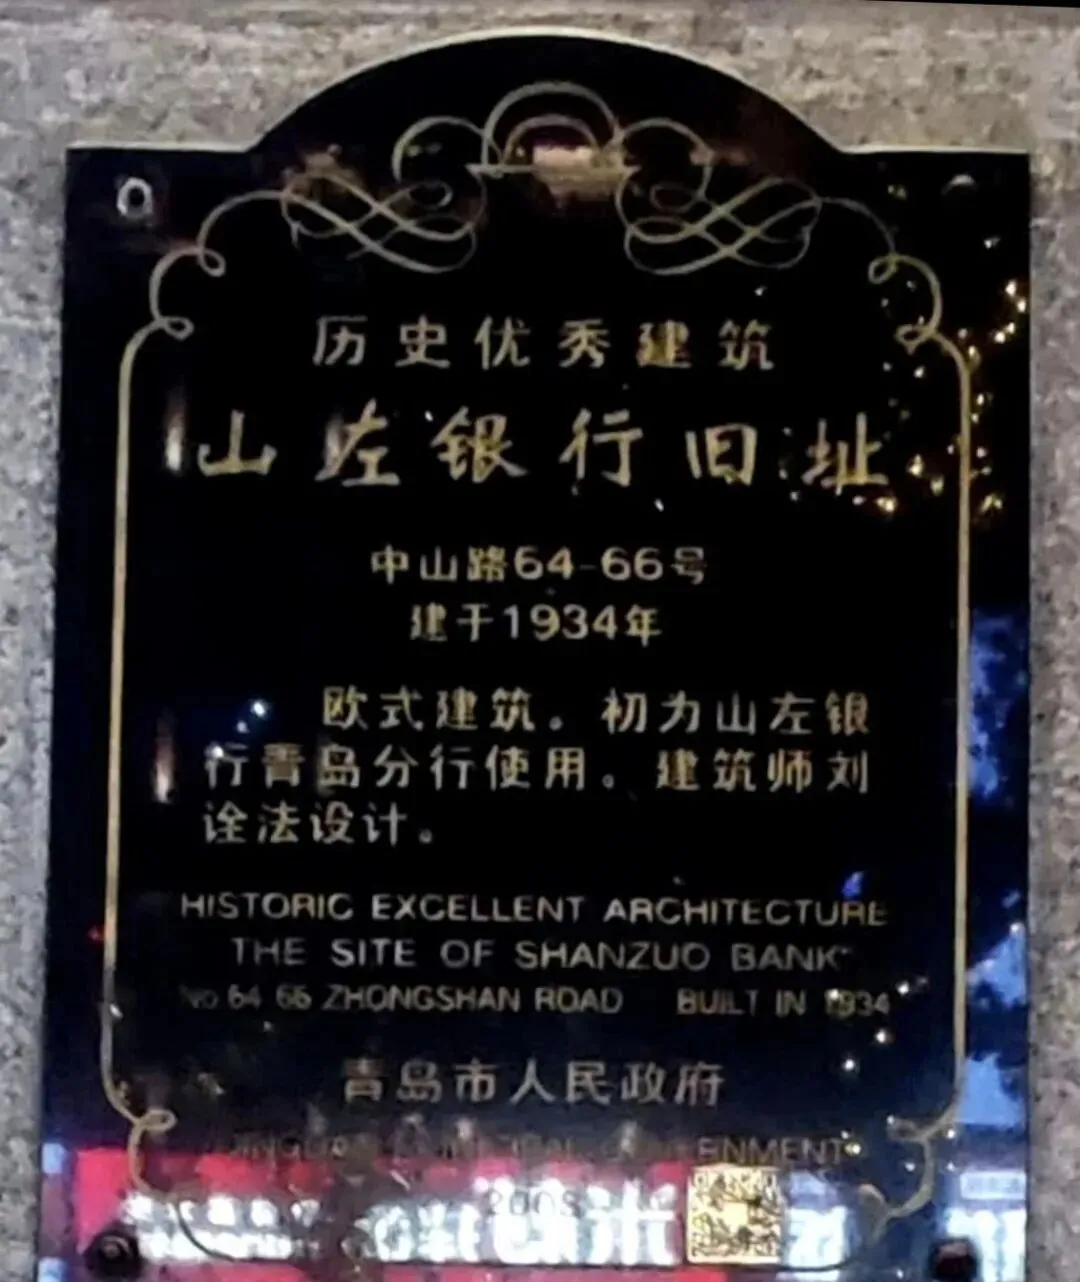 历史优秀建筑
山左银行旧址
中山路64-66号
建于1934年
欧式建筑。初为山左银
行青岛分行使用。建筑师刘
诠法设计。
HISTORIC EXCELLENT ARCHITECTURE
THE SITE OF SHANZUO BANK
No 64 66 ZHONGSHAN ROAD BUILT IN 1934
青岛市人民政府